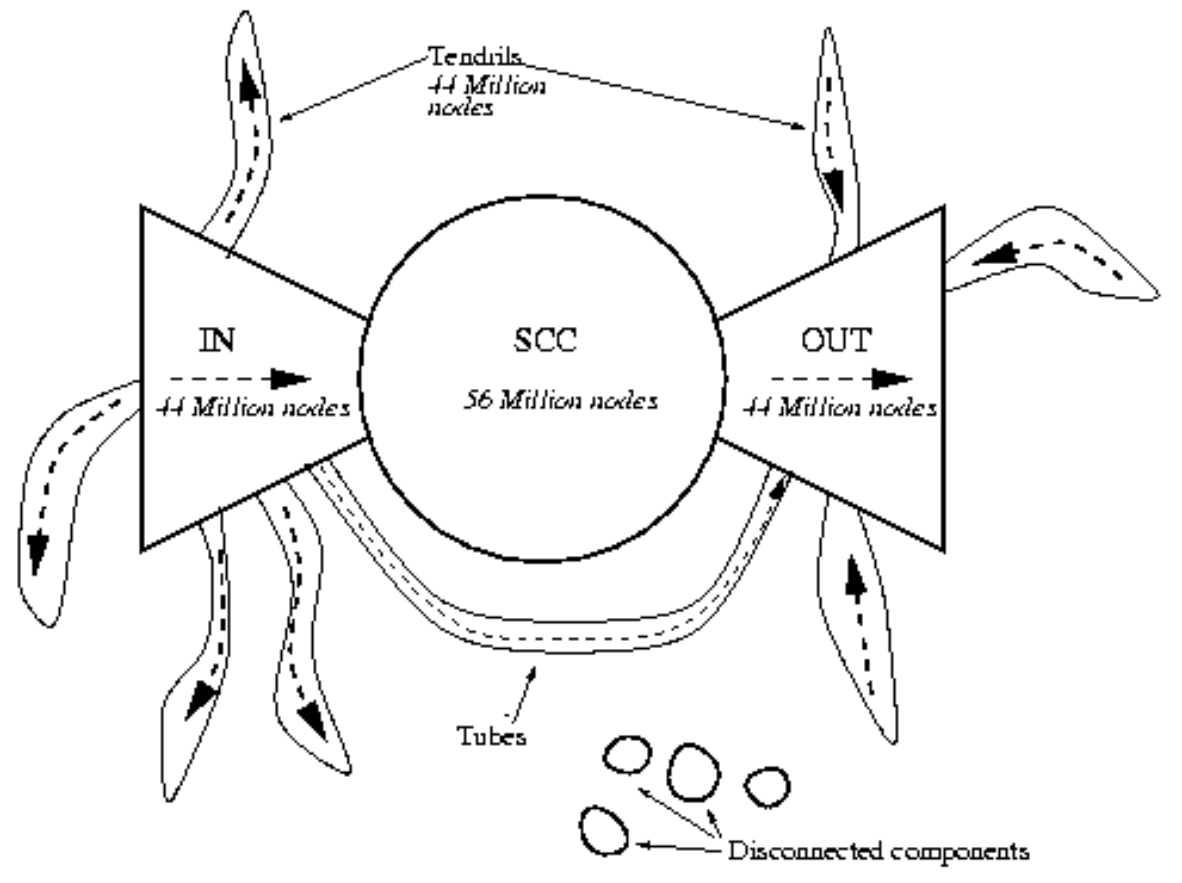 Tendrils
44 Million
nodes
IN
44 Million nodes
SCC
56 Million nodes
OUT
44 Million nodes
Tubes
Disconnected components